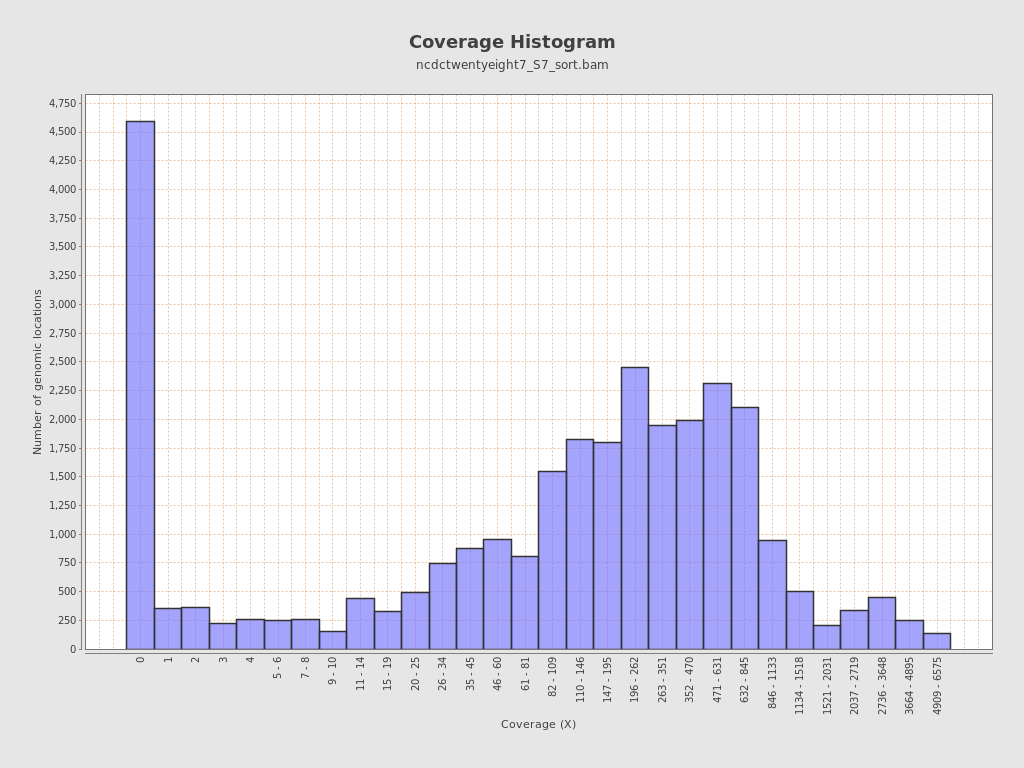 Coverage Histogram
ncdctwentyeight7_S7_sort.bam
Number of genomic locations
4,750
4,500
4,250
4,000
3,750
3,500
3,250
3,000
2,750
2,500
2,250
2,000
1,750
1,500
1,250
1,000
750
500
250
0
0
1
2
3
4
5 - 6
7 - 8
9 - 10
11 - 14
15 - 19
20 - 25
26 - 34
35 - 45
46 - 60
61 - 81
82 - 109
110 - 146
147 - 195
196 - 262
263 - 351
352 - 470
471 - 631
632 - 845
846 - 1133
1134 - 1518
1521 - 2031
2037 - 2719
2736 - 3648
3664 - 4895
4909 - 6575
Coverage (X)